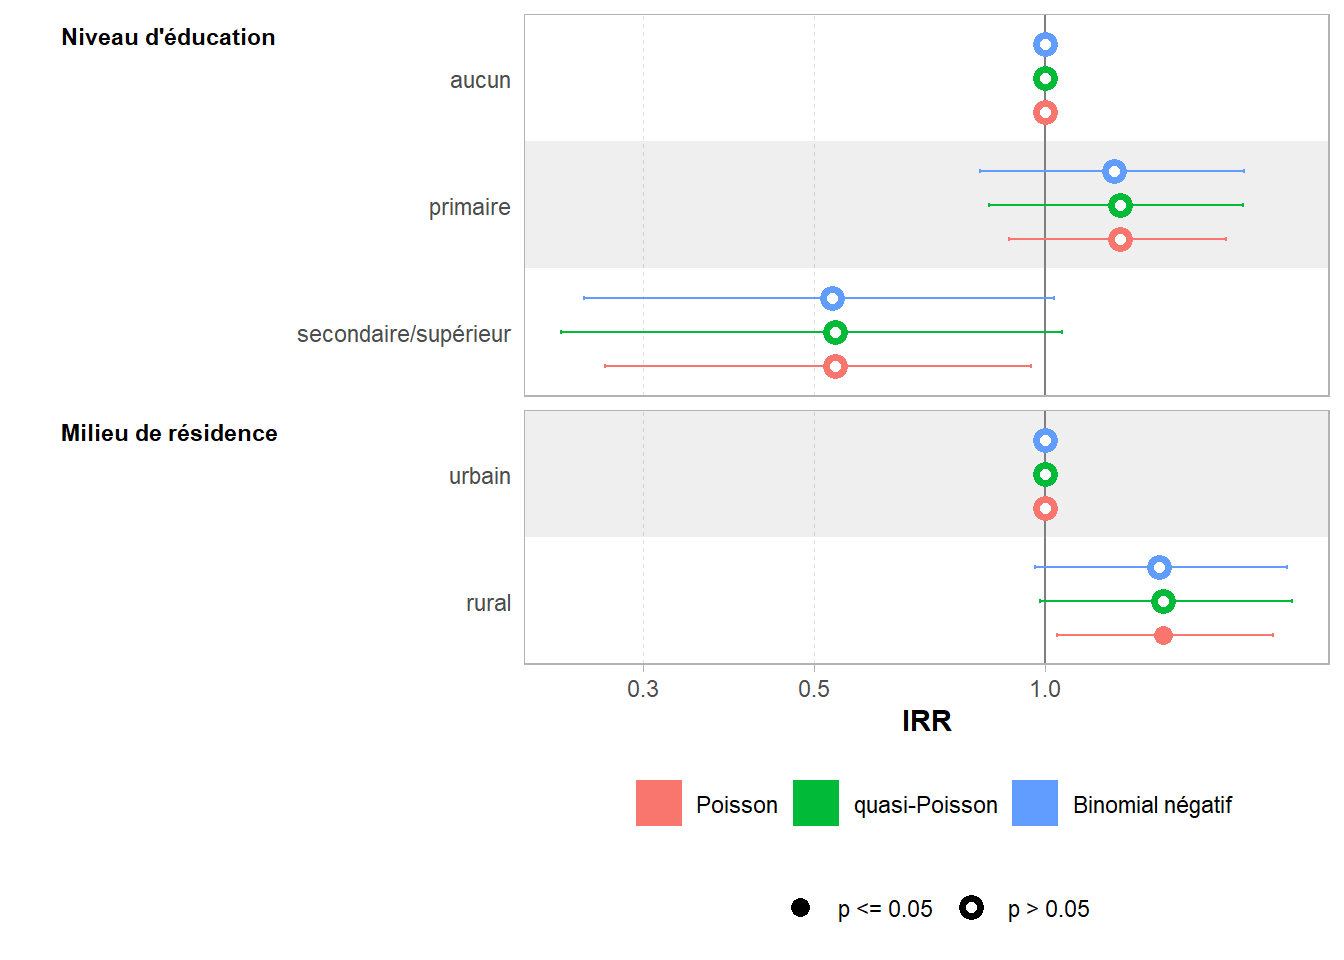 Niveau d'éducation
aucun
primaire
secondaire/supérieur
Milieu de résidence
urbain
rural
0.3 0.5 1.0
IRR
Poisson quasi-Poisson Binomial négatif
p <= 0.05 p > 0.05